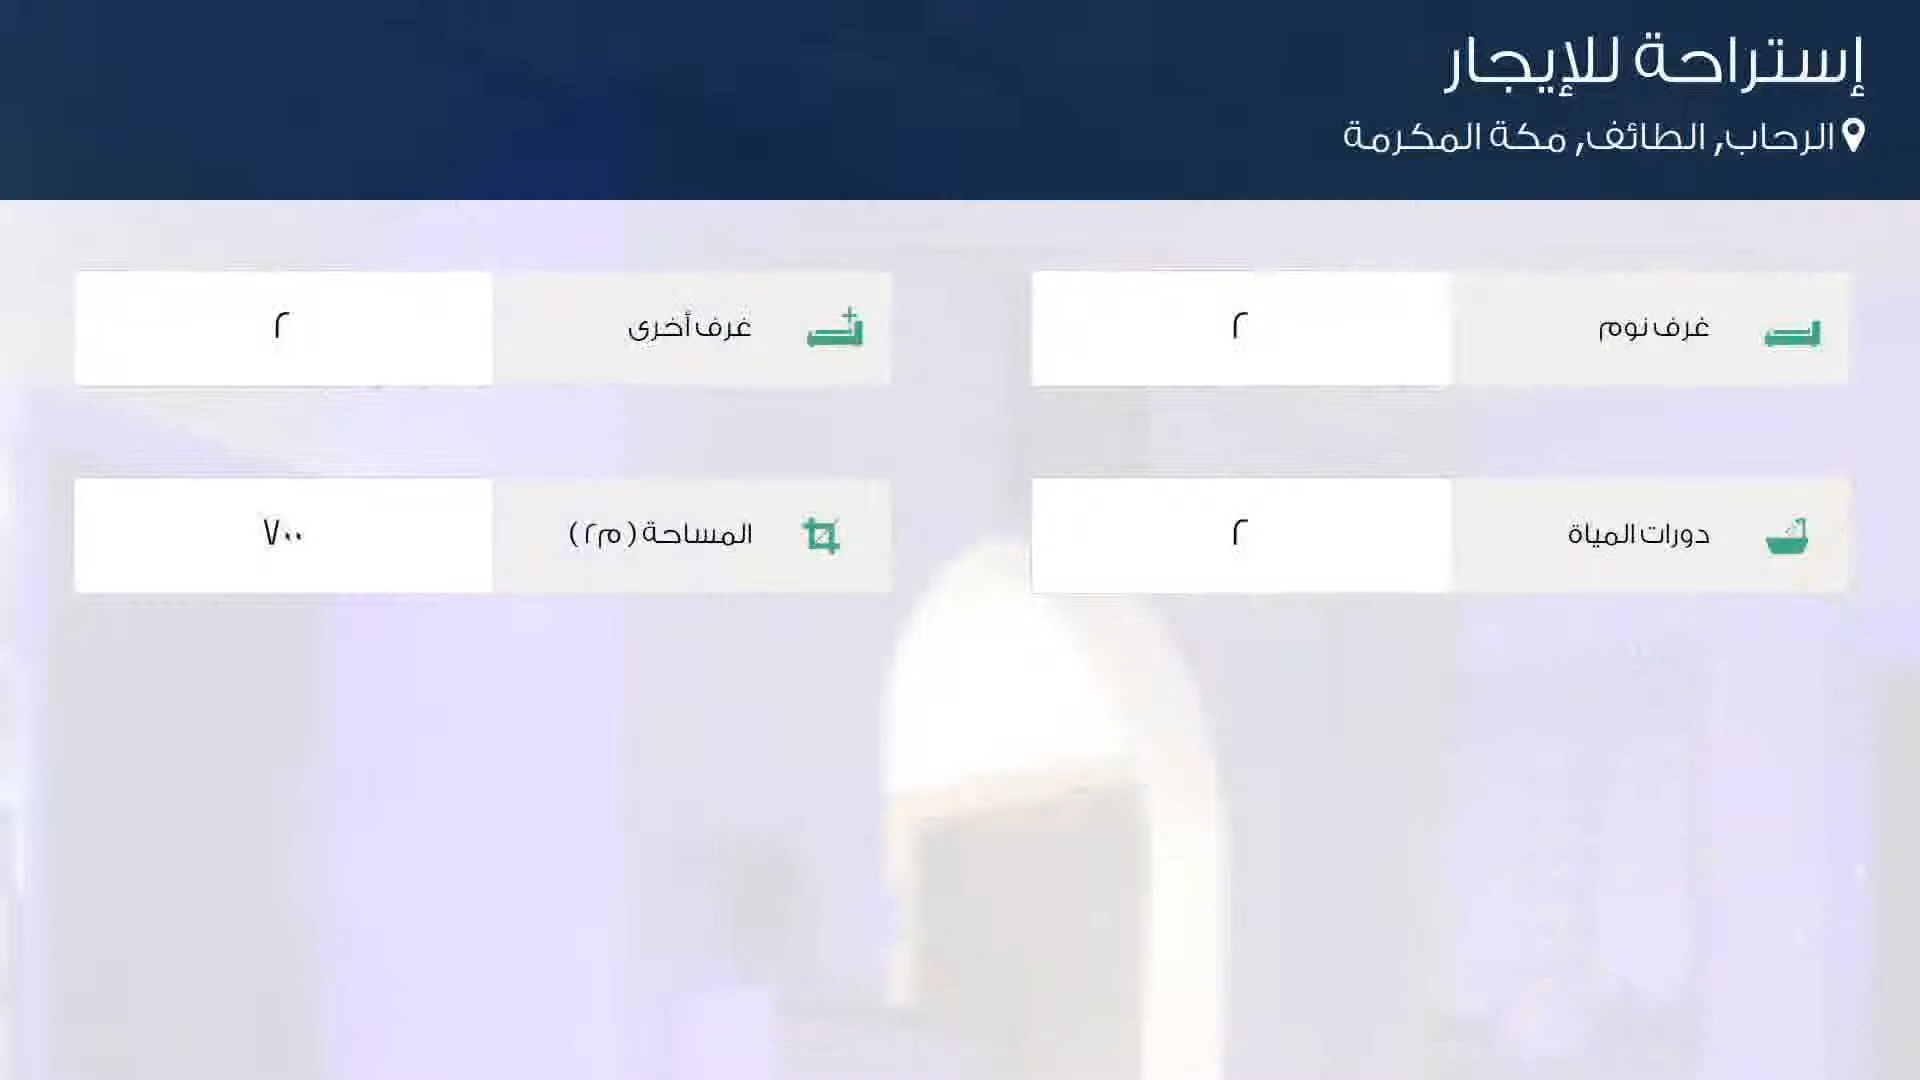 إستراحة للإيجار
الرحاب, الطائف, مكة المكرمة
غرف نوم ٢
غرف أخرى ٢
دورات المياة ٢
المساحة (م٢) ٧٠٠